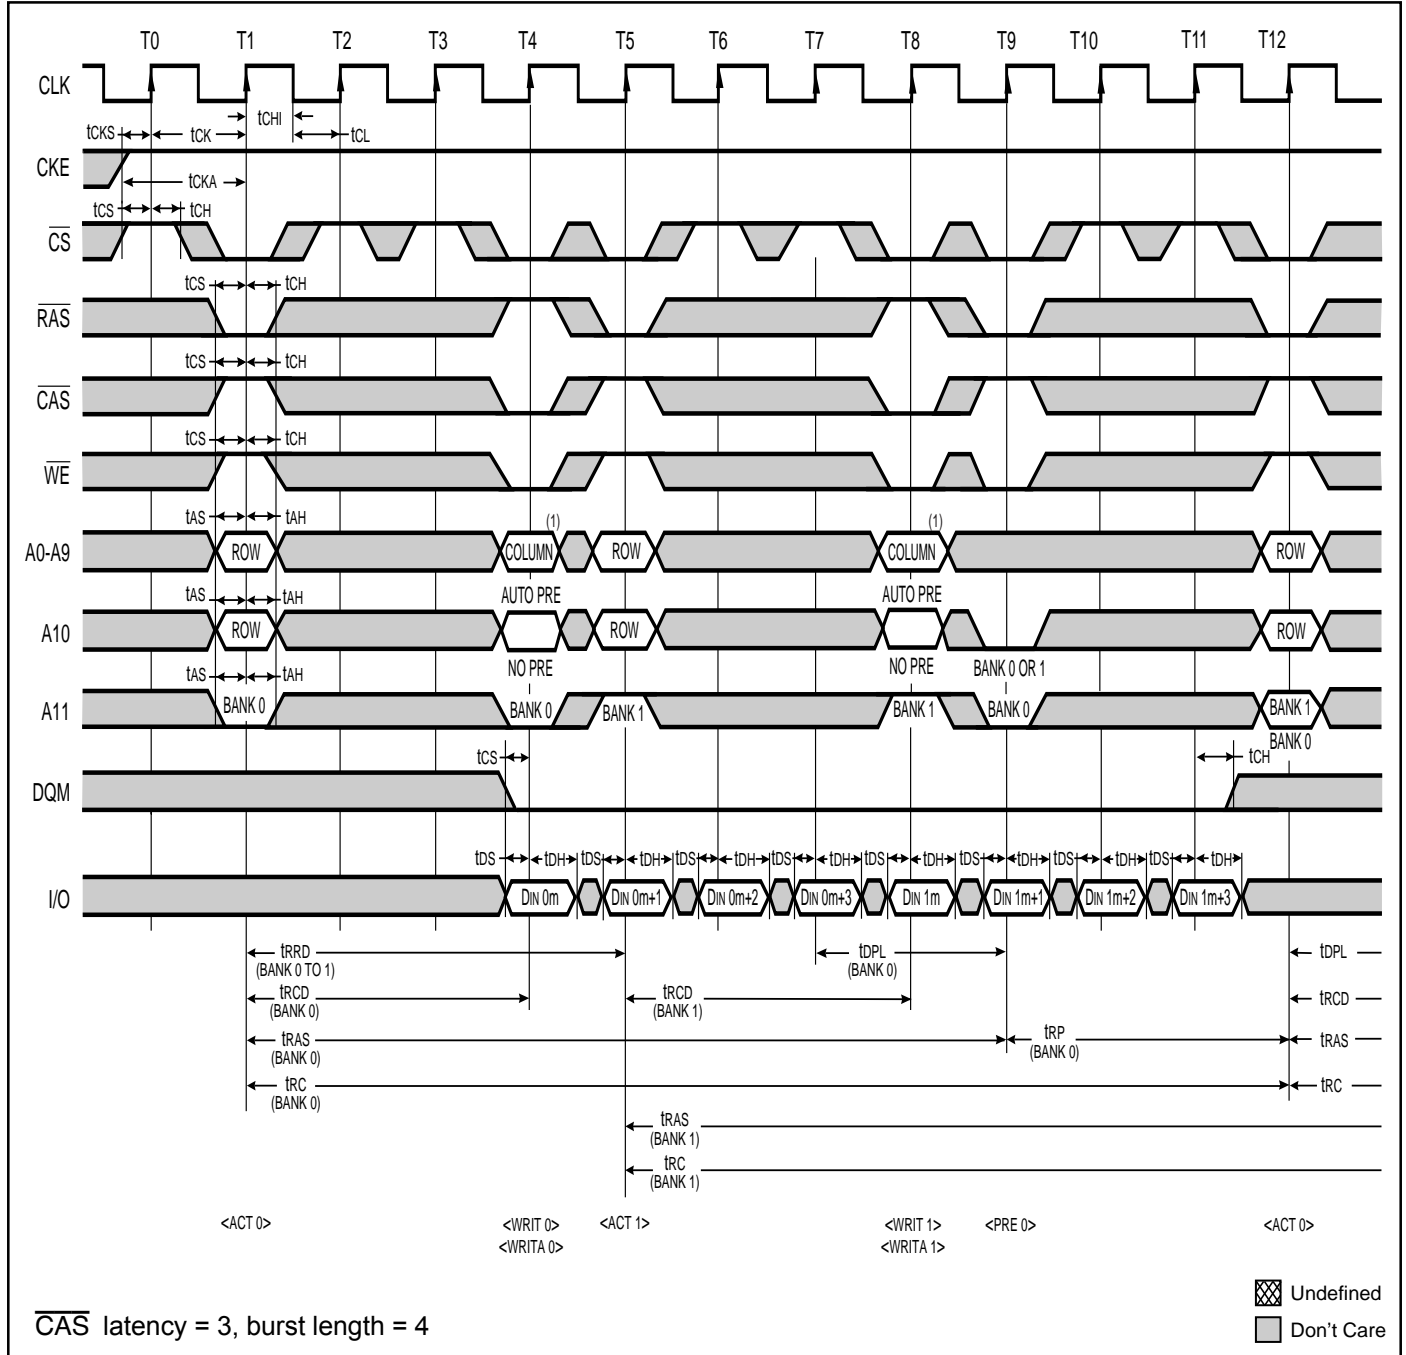 T0 T1 T2 T3 T4 T5 T6 T7 T8 T9 T10 T11 T12
CLK
tCHI
tCKS tCK tCL
CKE
tCKA
tCS tCH
CS
tCS tCH
RAS
tCS tCH
CAS
tCS tCH
WE
tAS tAH (1) (1)
A0-A9 ROW COLUMN ROW COLUMN ROW
tAS tAH AUTO PRE AUTO PRE
A10 ROW ROW ROW
tAS tAH NO PRE NO PRE BANK 0 OR 1
A11 BANK 0 BANK 0 BANK 1 BANK 1 BANK 0 BANK 1
BANK 0
tCS tCH
DQM
tDS tDH tDS tDH tDS tDH tDS tDH tDS tDH tDS tDH tDS tDH tDS tDH
I/O DIN 0m DIN 0m+1 DIN 0m+2 DIN 0m+3 DIN 1m DIN 1m+1 DIN 1m+2 DIN 1m+3
tRRD tDPL tDPL
(BANK 0 TO 1) (BANK 0)
tRCD tRCD tRCD
(BANK 0) (BANK 1)
tRAS tRP tRAS
(BANK 0) (BANK 0)
tRC tRC
(BANK 0)
tRAS
(BANK 1)
tRC
(BANK 1)
<ACT 0> <WRIT 0> <ACT 1> <WRIT 1> <PRE 0> <ACT 0>
<WRITA 0> <WRITA 1>
Undefined
CAS latency = 3, burst length = 4
Don't Care